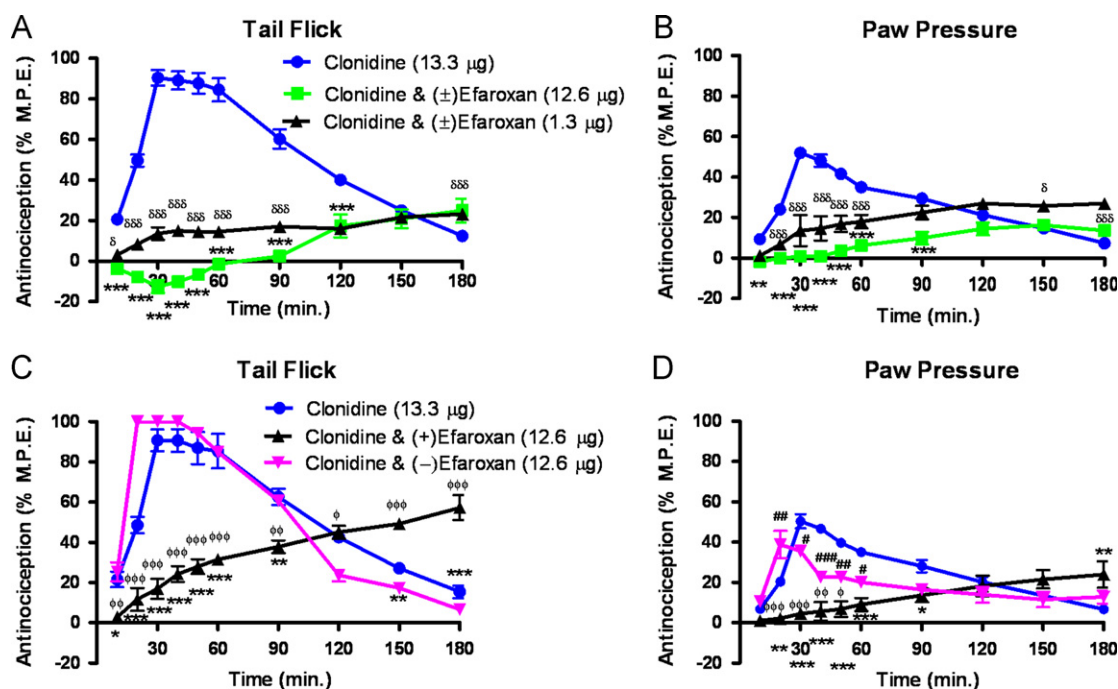 A
Tail Flick
Antinociception (% M.P.E.)
100
80
60
40
20
0
-20
Clonidine (13.3 µg)
Clonidine & (±)Efaroxan (12.6 µg)
Clonidine & (±)Efaroxan (1.3 µg)
δ
δδδ
δδδ
δδδ
δδδ
δδδ
δδδ
***
δδδ
***
***
***
***
***
***
***
30
60
90
120
150
180
Time (min.)
B
Paw Pressure
Antinociception (% M.P.E.)
100
80
60
40
20
0
-20
δδδ
δδδ
δδδ
δδδ
δδδ
δ
δδδ
**
***
***
***
***
***
***
30
60
90
120
150
180
Time (min.)
C
Tail Flick
Antinociception (% M.P.E.)
100
80
60
40
20
0
-20
Clonidine (13.3 µg)
Clonidine & (+)Efaroxan (12.6 µg)
Clonidine & (−)Efaroxan (12.6 µg)
ϕϕ
ϕϕϕ
ϕϕϕ
ϕϕϕ
ϕϕϕ
ϕϕϕ
ϕϕ
ϕ
ϕϕϕ
ϕϕϕ
*
***
***
***
***
***
**
**
***
30
60
90
120
150
180
Time (min.)
D
Paw Pressure
Antinociception (% M.P.E.)
100
80
60
40
20
0
-20
##
#
###
##
#
ϕϕϕ
ϕϕϕ
ϕϕ
ϕ
**
***
***
***
***
*
**
30
60
90
120
150
180
Time (min.)